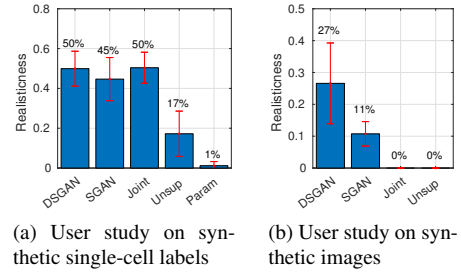 0.8
0.6
0.4
0.2
0
Realisticness
50%
45%
50%
17%
1%
DSGAN
SGAN
Joint
Unsup
Param
(a) User study on syn-
thetic single-cell labels
0.5
0.4
0.3
0.2
0.1
0
Realisticness
27%
11%
0%
0%
DSGAN
SGAN
Joint
Unsup
(b) User study on syn-
thetic images